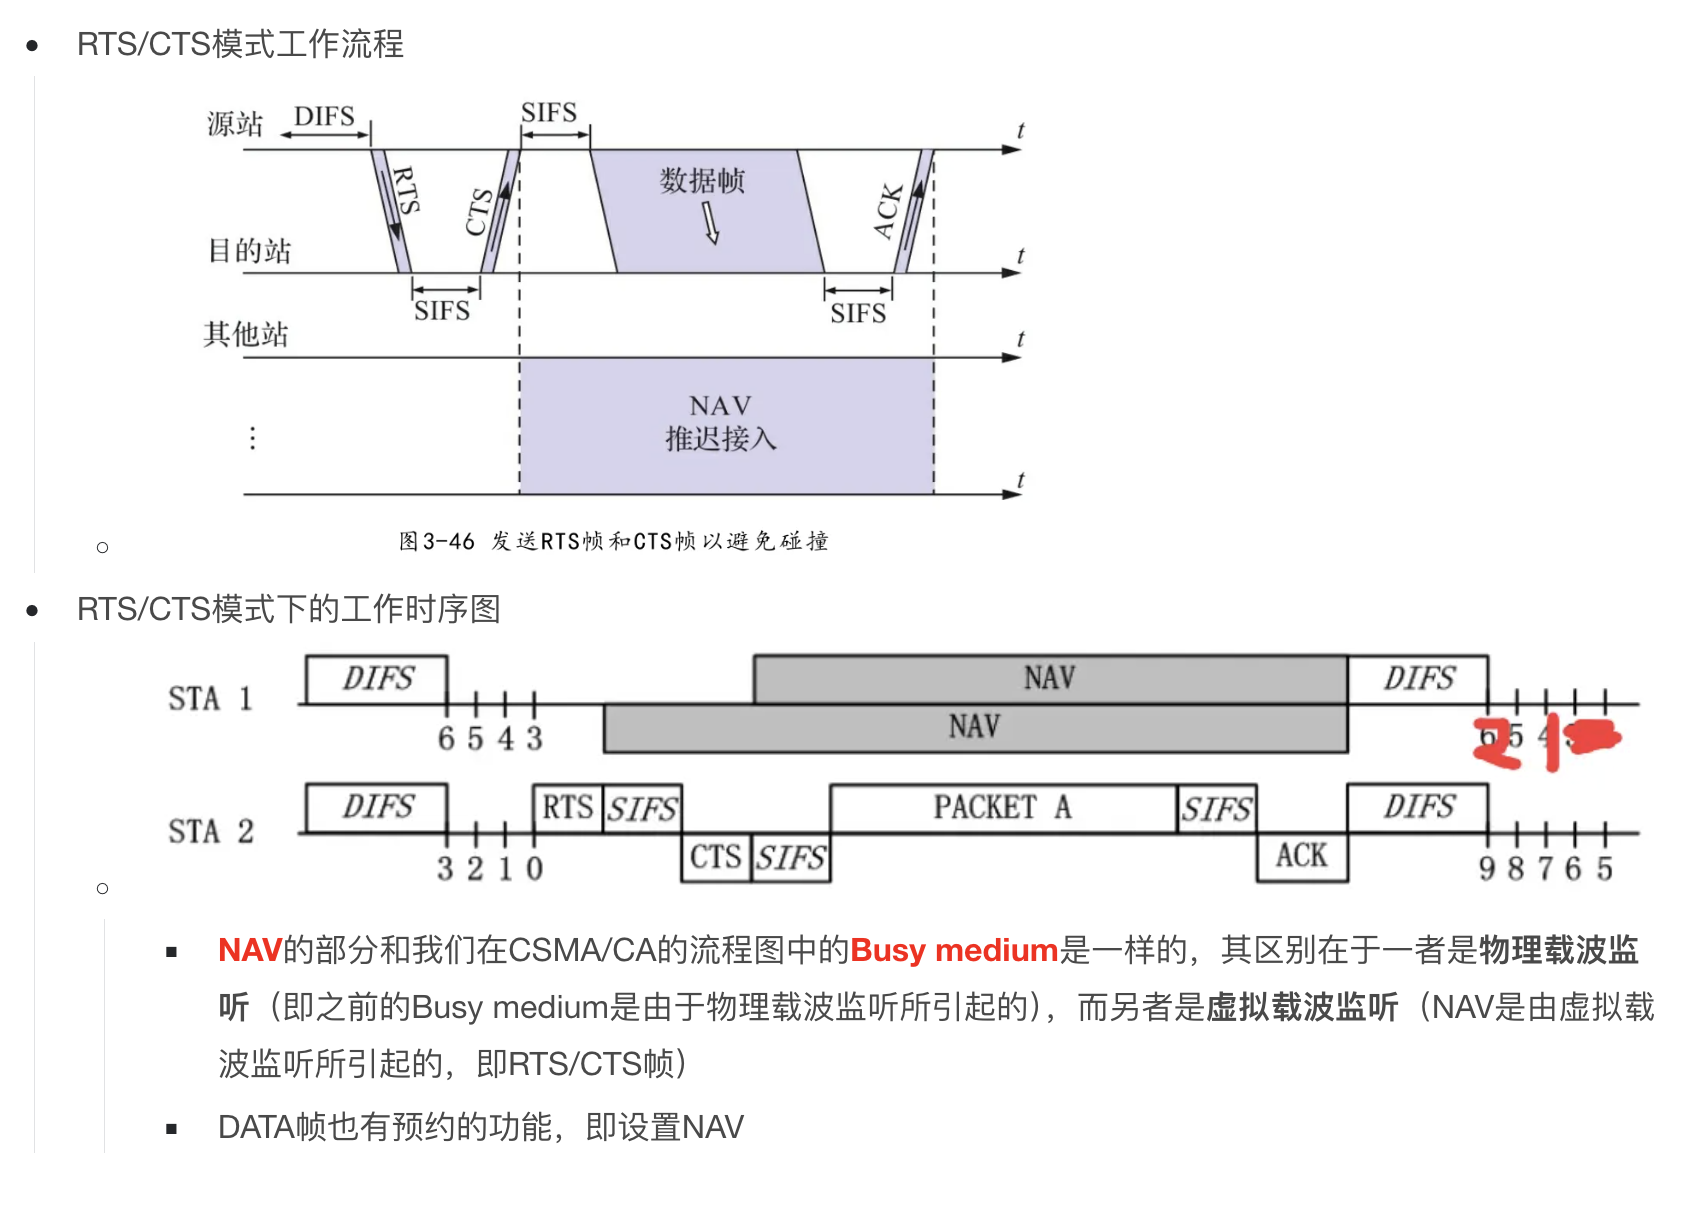 RTS/CTS模式工作流程
源站 DIFS SIFS t
RTS CTS 数据帧 ACK
目的站 t
SIFS SIFS
其他站 t
NAV
推迟接入
⋮
t
图3-46 发送RTS帧和CTS帧以避免碰撞
RTS/CTS模式下的工作时序图
STA 1 DIFS NAV DIFS
NAV
6 5 4 3 6 5 4
2 1
STA 2 DIFS RTS SIFS PACKET A SIFS DIFS
CTS SIFS ACK
3 2 1 0 9 8 7 6 5
NAV的部分和我们在CSMA/CA的流程图中的Busy medium是一样的，其区别在于一者是物理载波监
听（即之前的Busy medium是由于物理载波监听所引起的），而另者是虚拟载波监听（NAV是由虚拟载
波监听所引起的，即RTS/CTS帧）
DATA帧也有预约的功能，即设置NAV